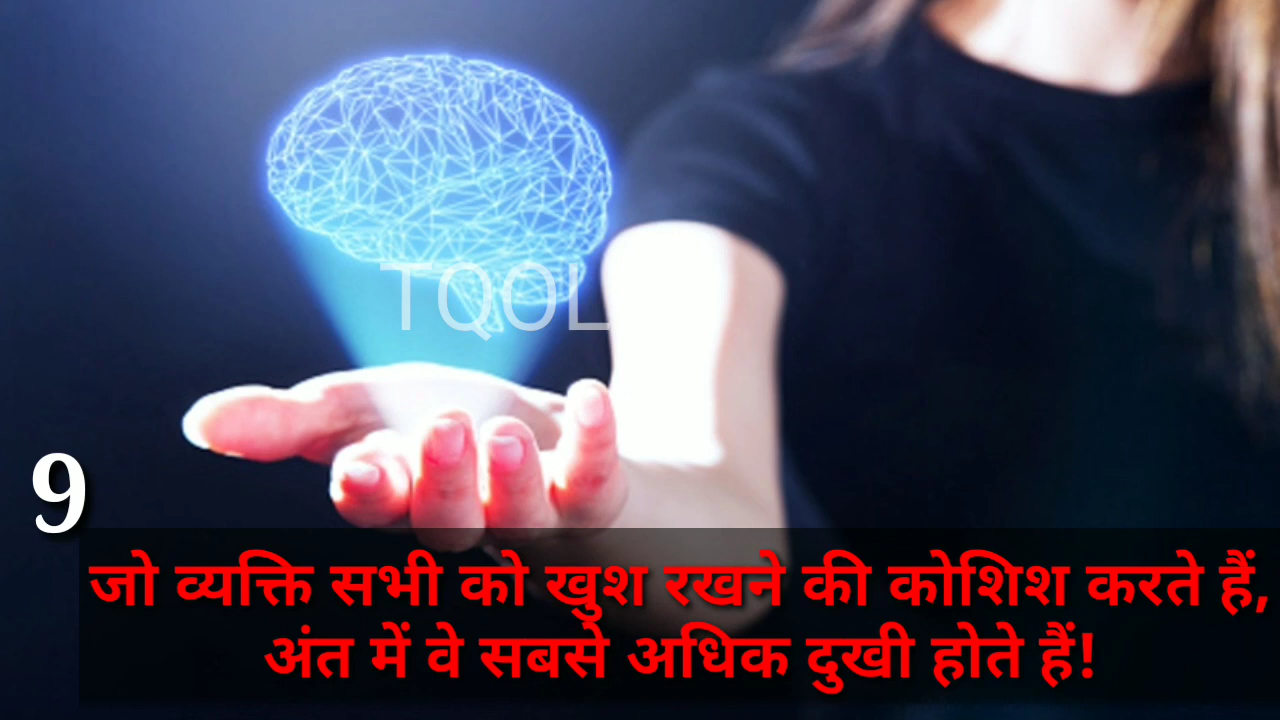 TQOL
9
जो व्यक्ति सभी को खुश रखने की कोशिश करते हैं,
अंत में वे सबसे अधिक दुखी होते हैं!